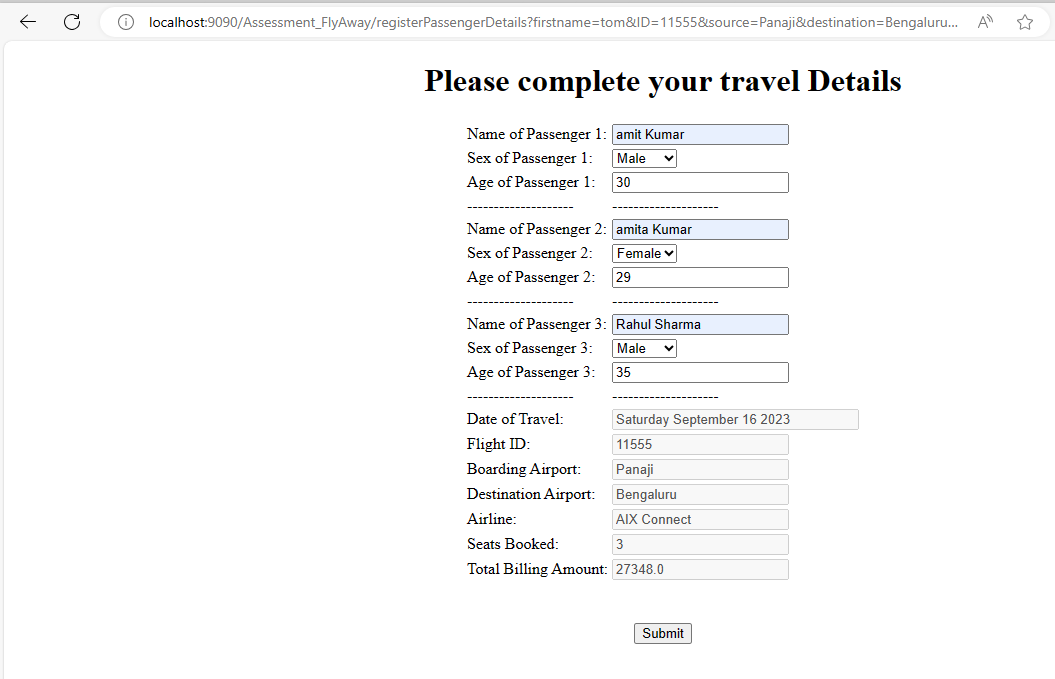 localhost:9090/Assessment_FlyAway/registerPassengerDetails?firstname=tom&ID=11555&source=Panaji&destination=Bengaluru...
Please complete your travel Details
Name of Passenger 1: amit Kumar
Sex of Passenger 1: Male
Age of Passenger 1: 30
-------------------- --------------------
Name of Passenger 2: amita Kumar
Sex of Passenger 2: Female
Age of Passenger 2: 29
-------------------- --------------------
Name of Passenger 3: Rahul Sharma
Sex of Passenger 3: Male
Age of Passenger 3: 35
-------------------- --------------------
Date of Travel: Saturday September 16 2023
Flight ID: 11555
Boarding Airport: Panaji
Destination Airport: Bengaluru
Airline: AIX Connect
Seats Booked: 3
Total Billing Amount: 27348.0
Submit